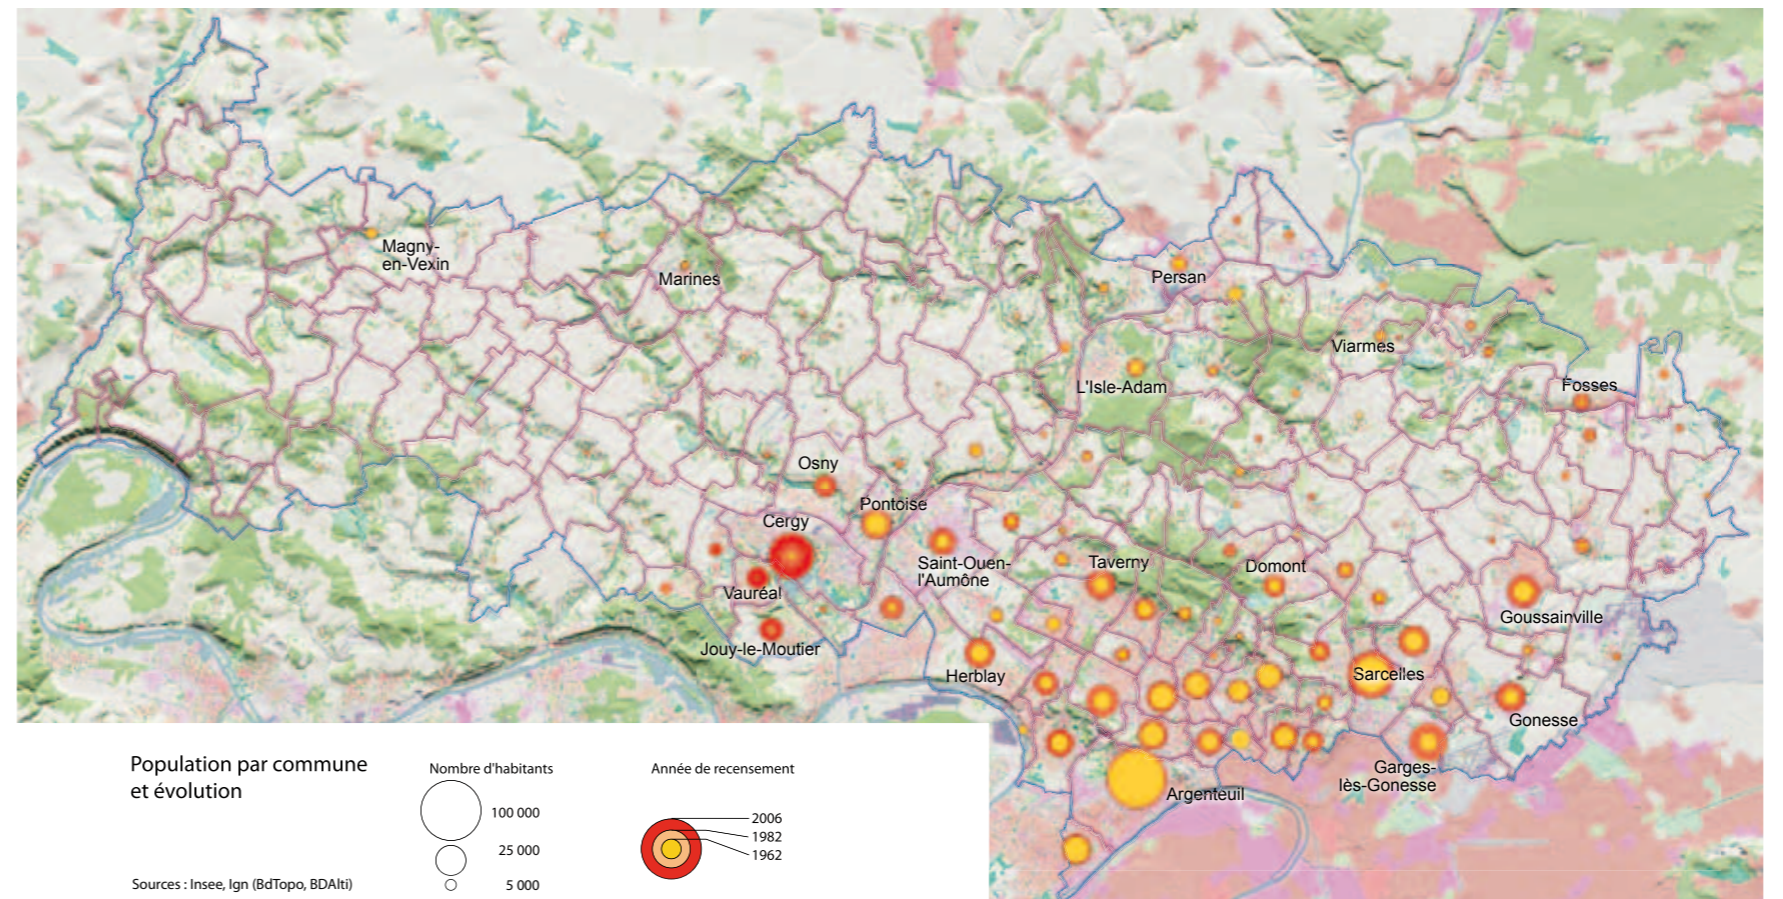 Magny-
en-Vexin
Marines
Persan
Viarmes
L'Isle-Adam
Fosses
Osny
Pontoise
Cergy
Saint-Ouen-
l'Aumône
Taverny
Domont
Vauréal
Goussainville
Jouy-le-Moutier
Herblay
Sarcelles
Gonesse
Garges-
lès-Gonesse
Argenteuil
Population par commune
et évolution
Nombre d'habitants
100 000
25 000
5 000
Année de recensement
2006
1982
1962
Sources : Insee, Ign (BdTopo, BDAlti)